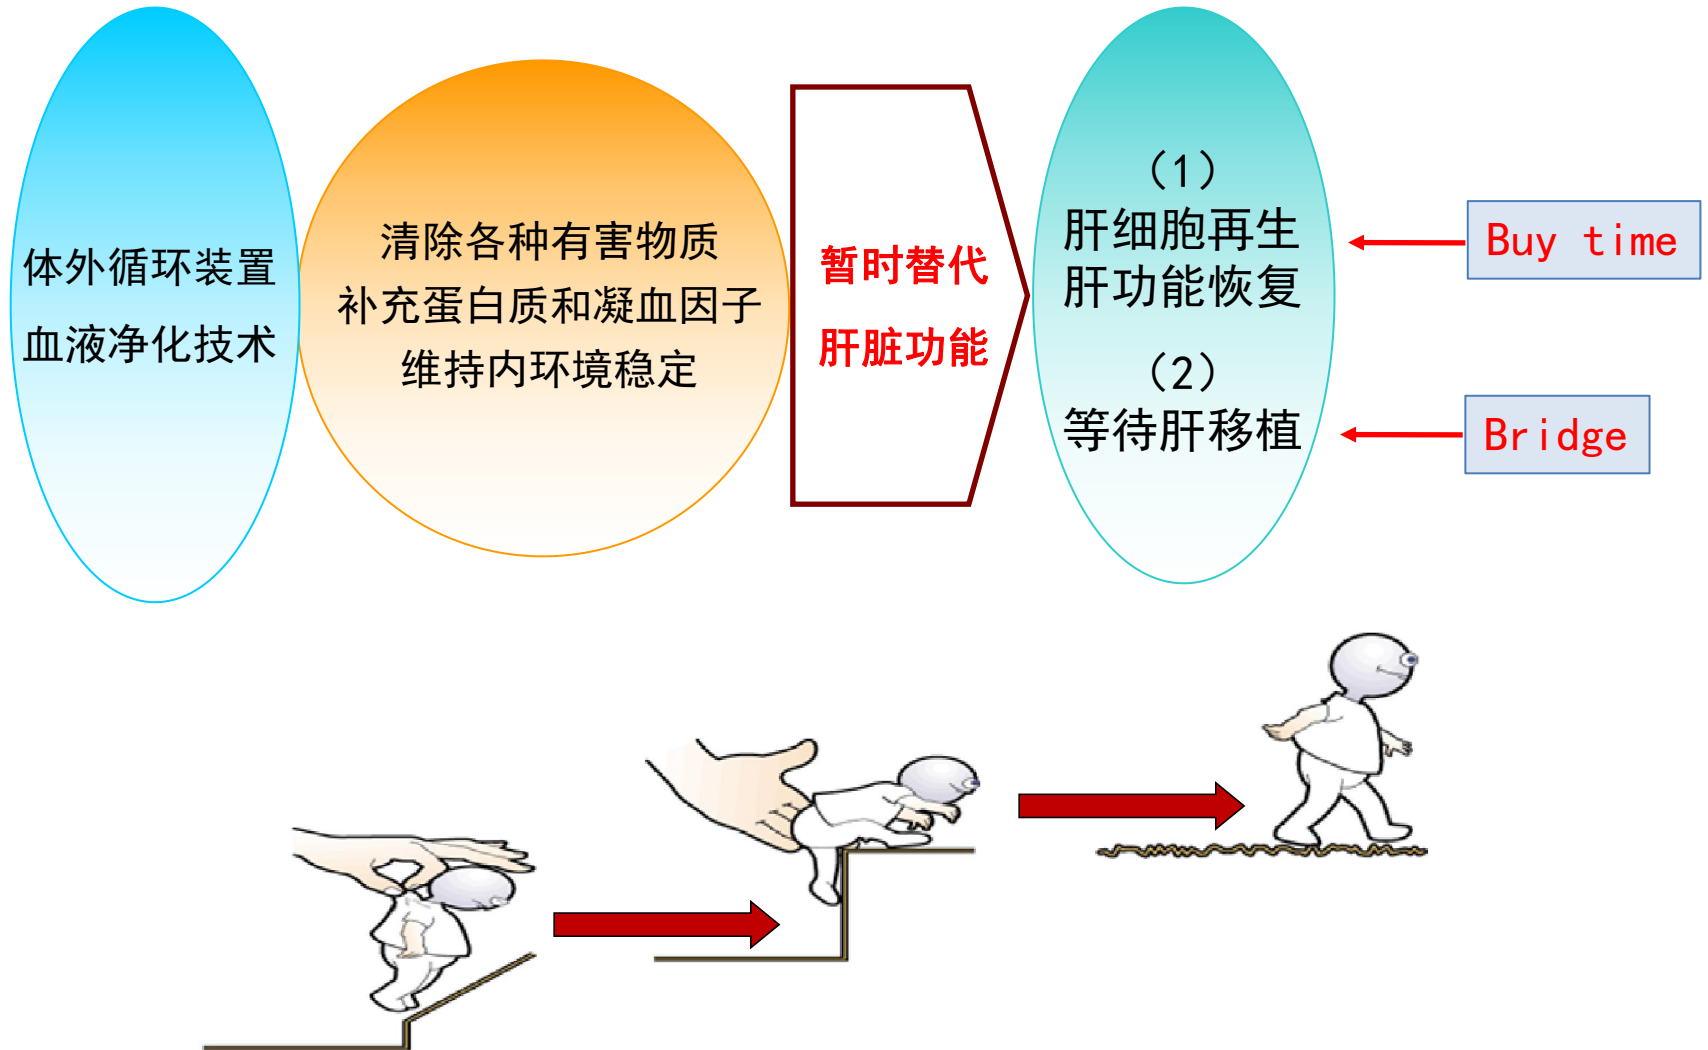 体外循环装置
血液净化技术
清除各种有害物质
补充蛋白质和凝血因子
维持内环境稳定
暂时替代
肝脏功能
（1）
肝细胞再生
肝功能恢复
（2）
等待肝移植
Buy time
Bridge